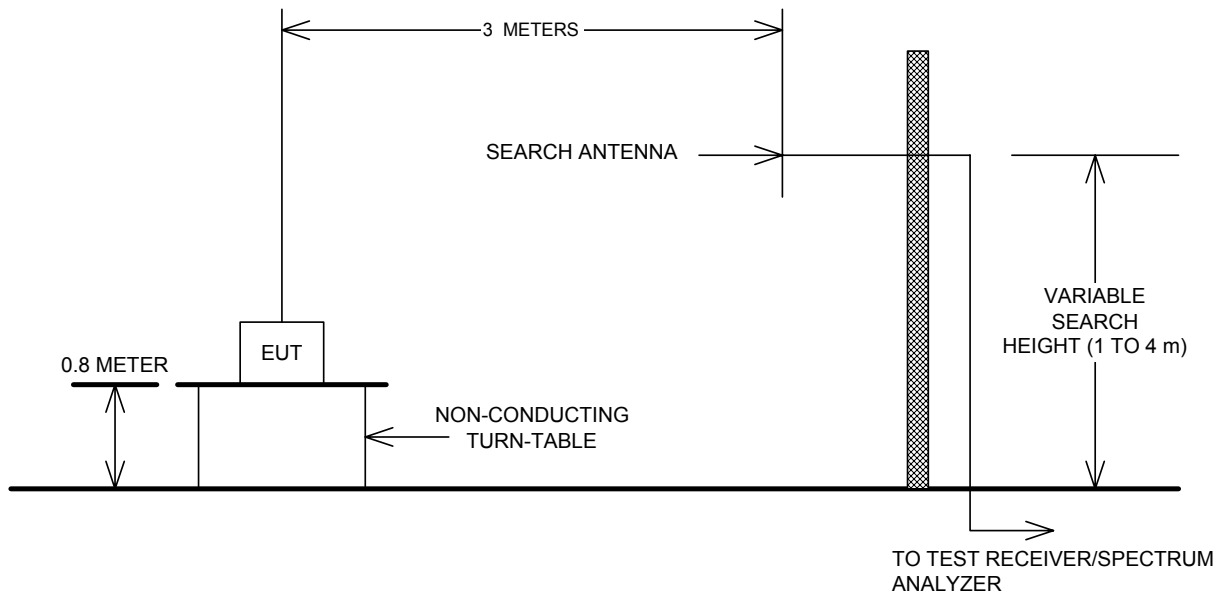 3 METERS
SEARCH ANTENNA
EUT
0.8 METER
NON-CONDUCTING
TURN-TABLE
VARIABLE
SEARCH
HEIGHT (1 TO 4 m)
TO TEST RECEIVER/SPECTRUM
ANALYZER